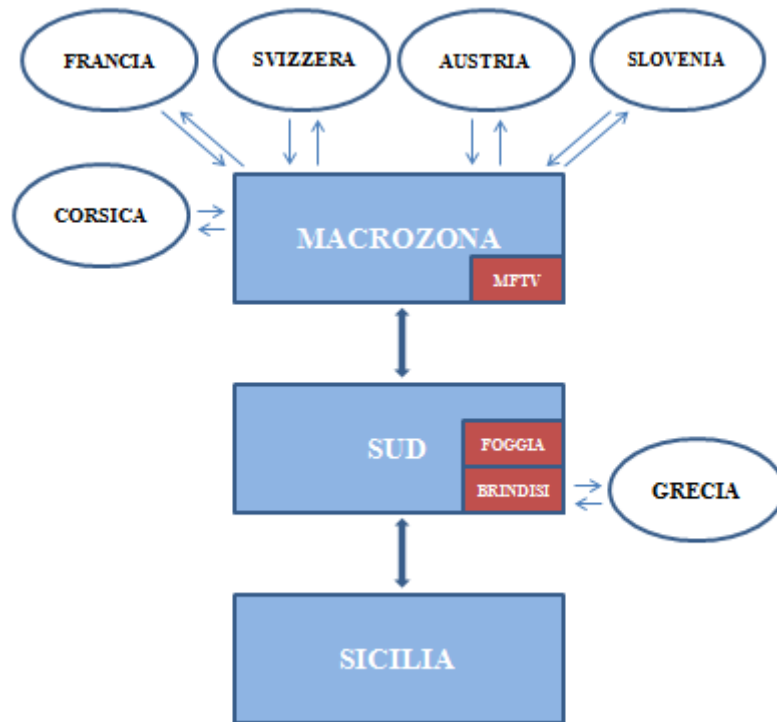 FRANCIA
SVIZZERA
AUSTRIA
SLOVENIA
CORSICA
MACROZONA
MFTV
SUD
FOGGIA
BRINDISI
GRECIA
SICILIA